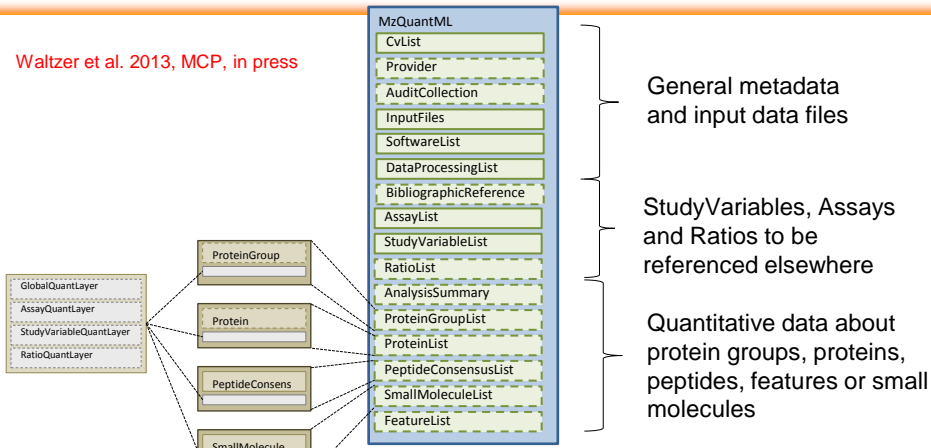 Waltzer et al. 2013, MCP, in press
MzQuantML
CvList
Provider
AuditCollection
InputFiles
SoftwareList
DataProcessingList
BibliographicReference
AssayList
StudyVariableList
RatioList
AnalysisSummary
ProteinGroupList
ProteinList
PeptideConsensusList
SmallMoleculeList
FeatureList
General metadata
and input data files
StudyVariables, Assays
and Ratios to be
referenced elsewhere
Quantitative data about
protein groups, proteins,
peptides, features or small
molecules
ProteinGroup
Protein
PeptideConsens
SmallMolecule
GlobalQuantLayer
AssayQuantLayer
StudyVariableQuantLayer
RatioQuantLayer